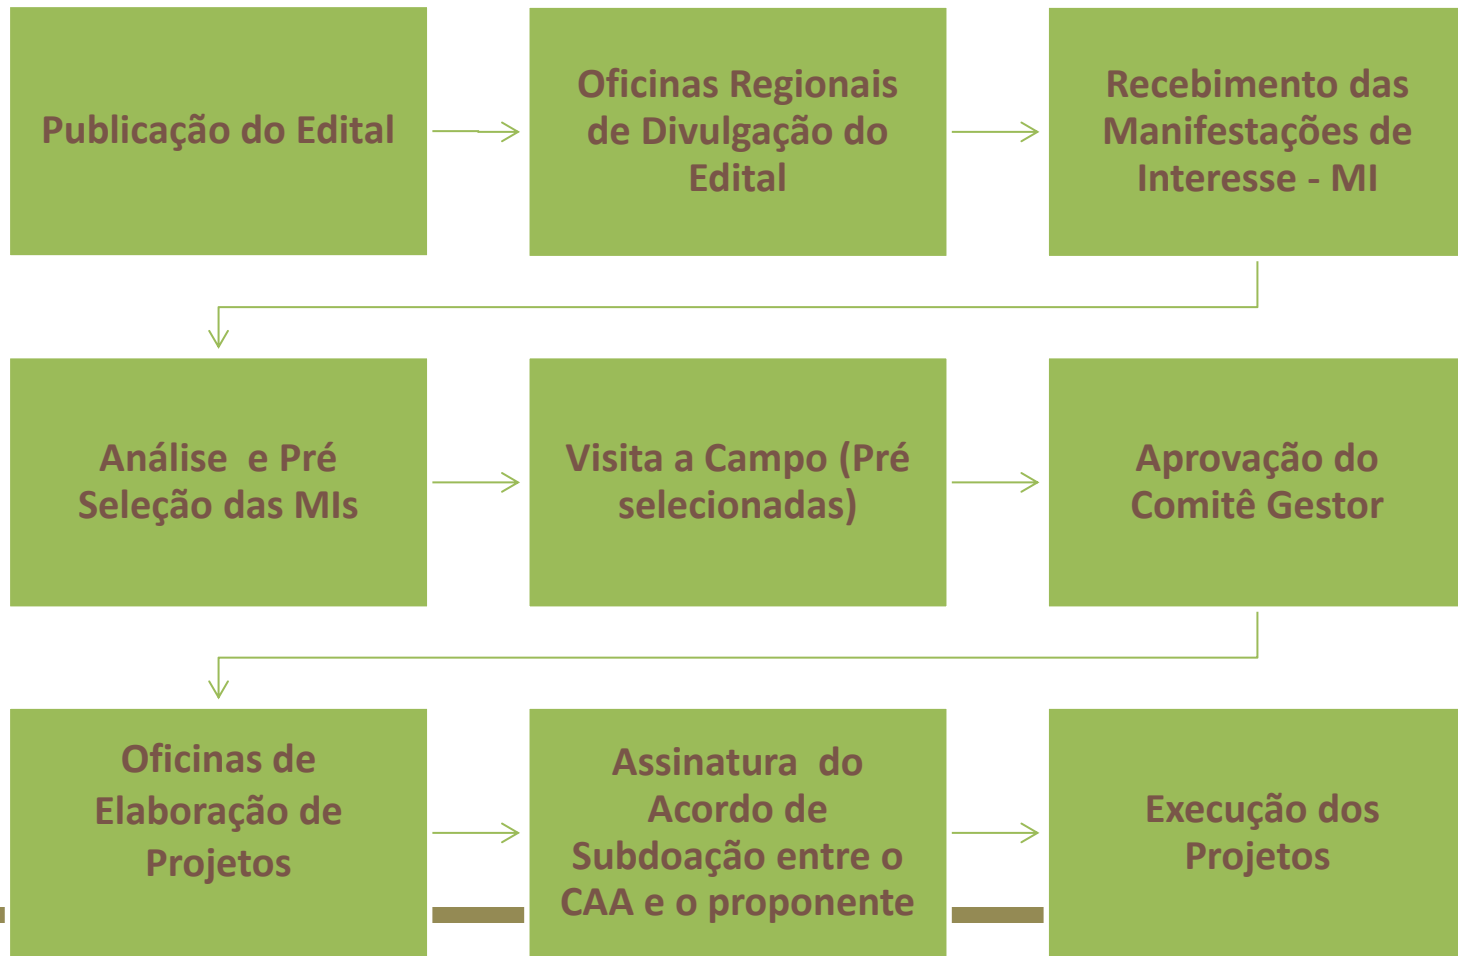 Publicação do Edital
Oficinas Regionais
de Divulgação do
Edital
Recebimento das
Manifestações de
Interesse - MI
Análise e Pré
Seleção das MIs
Visita a Campo (Pré
selecionadas)
Aprovação do
Comitê Gestor
Oficinas de
Elaboração de
Projetos
Assinatura do
Acordo de
Subdoação entre o
CAA e o proponente
Execução dos
Projetos